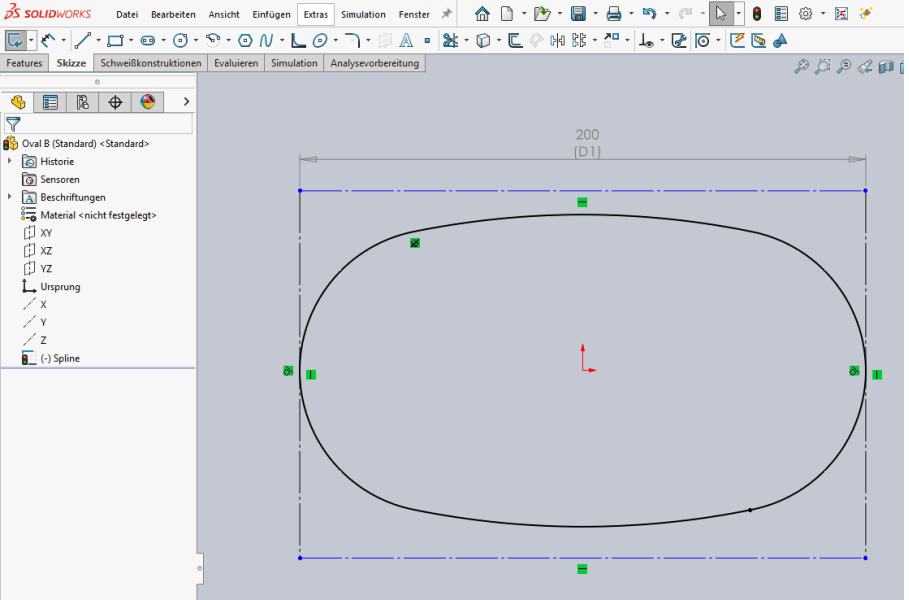 SOLIDWORKS Datei Bearbeiten Ansicht Einfügen Extras Simulation Fenster
Features Skizze Schweißkonstruktionen Evaluieren Simulation Analysevorbereitung
Oval B (Standard) <Standard>
Historie
Sensoren
Beschriftungen
Material <nicht festgelegt>
XY
XZ
YZ
Ursprung
X
Y
Z
(-) Spline
200
(D1)